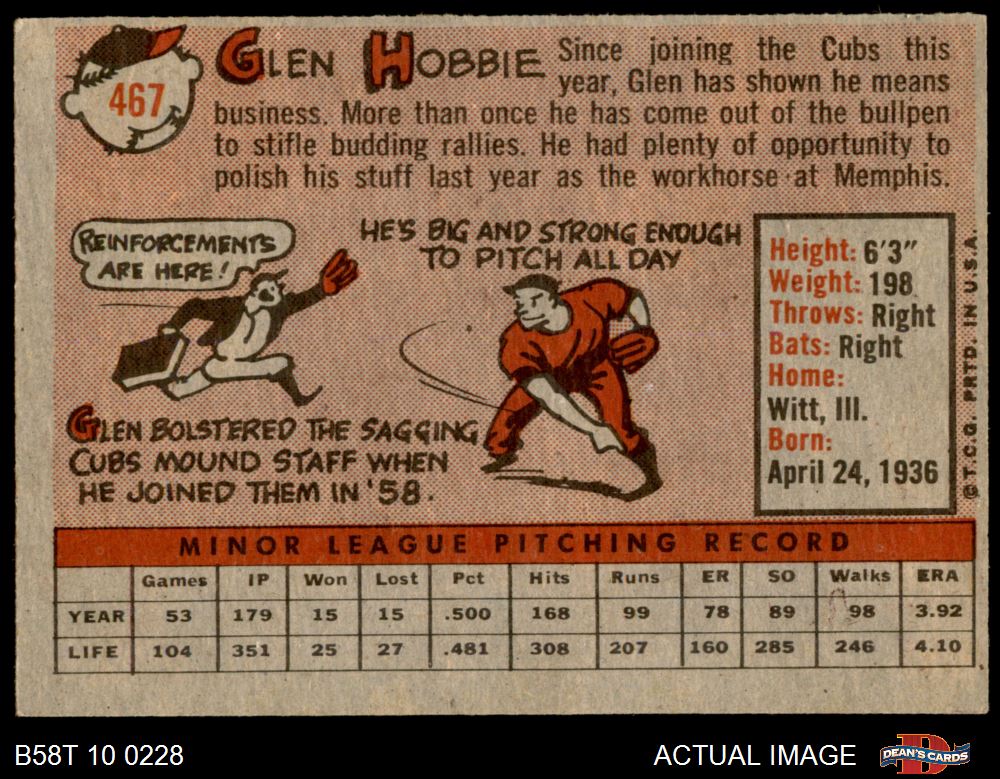 467
GLEN HOBBIE
Since joining the Cubs this
year, Glen has shown he means
business. More than once he has come out of the bullpen
to stifle budding rallies. He had plenty of opportunity to
polish his stuff last year as the workhorse at Memphis.
REINFORCEMENTS
ARE HERE!
HE'S BIG AND STRONG ENOUGH
TO PITCH ALL DAY
GLEN BOLSTERED THE SAGGING
CUBS MOUND STAFF WHEN
HE JOINED THEM IN '58.
Height: 6'3"
Weight: 198
Throws: Right
Bats: Right
Home:
Witt, Ill.
Born:
April 24, 1936
© T.C.G. PRTD. IN U.S.A.
MINOR LEAGUE PITCHING RECORD
Games IP Won Lost Pct Hits Runs ER SO Walks ERA
YEAR 53 179 15 15 .500 168 99 78 89 98 3.92
LIFE 104 351 25 27 .481 308 207 160 285 246 4.10
B58T 10 0228
ACTUAL IMAGE
D
DEAN'S CARDS